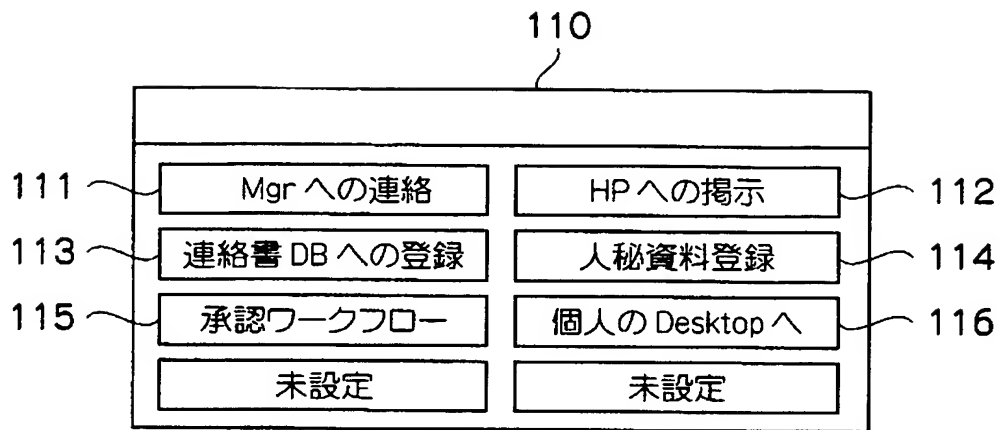 110
111 Mgrへの連絡 HPへの掲示 112
113 連絡書DBへの登録 人秘資料登録 114
115 承認ワークフロー 個人のDesktopへ 116
未設定 未設定